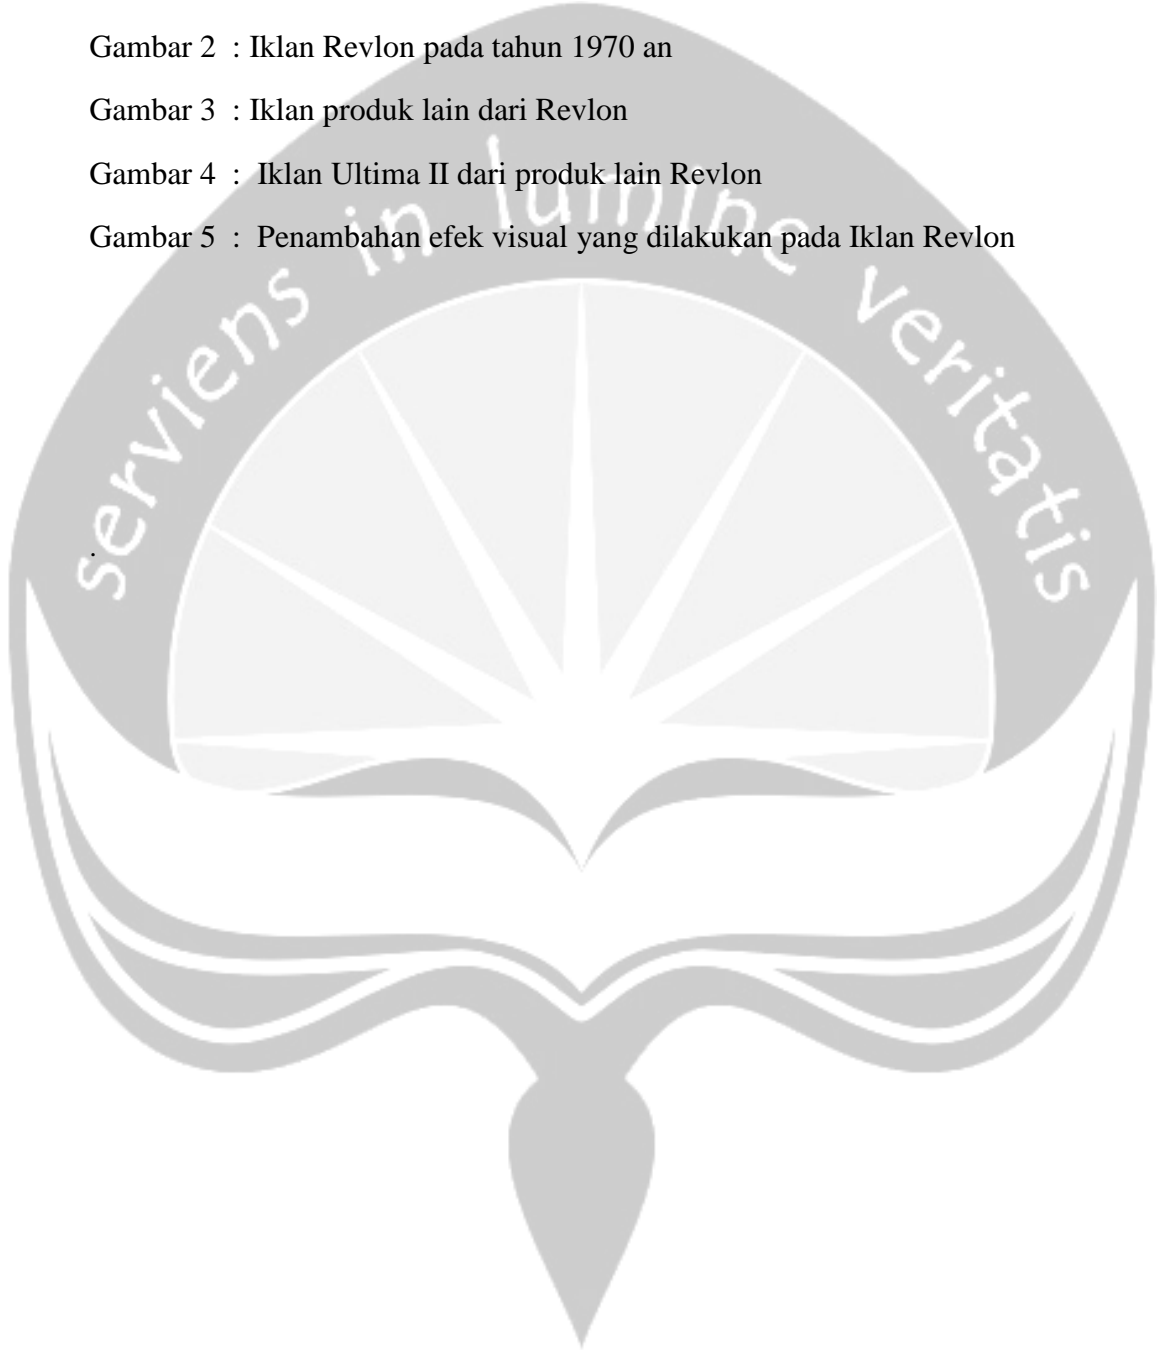 Gambar 2 : Iklan Revlon pada tahun 1970 an
Gambar 3 : Iklan produk lain dari Revlon
Gambar 4 : Iklan Ultima II dari produk lain Revlon
Gambar 5 : Penambahan efek visual yang dilakukan pada Iklan Revlon
serviens in lumine veritatis
.